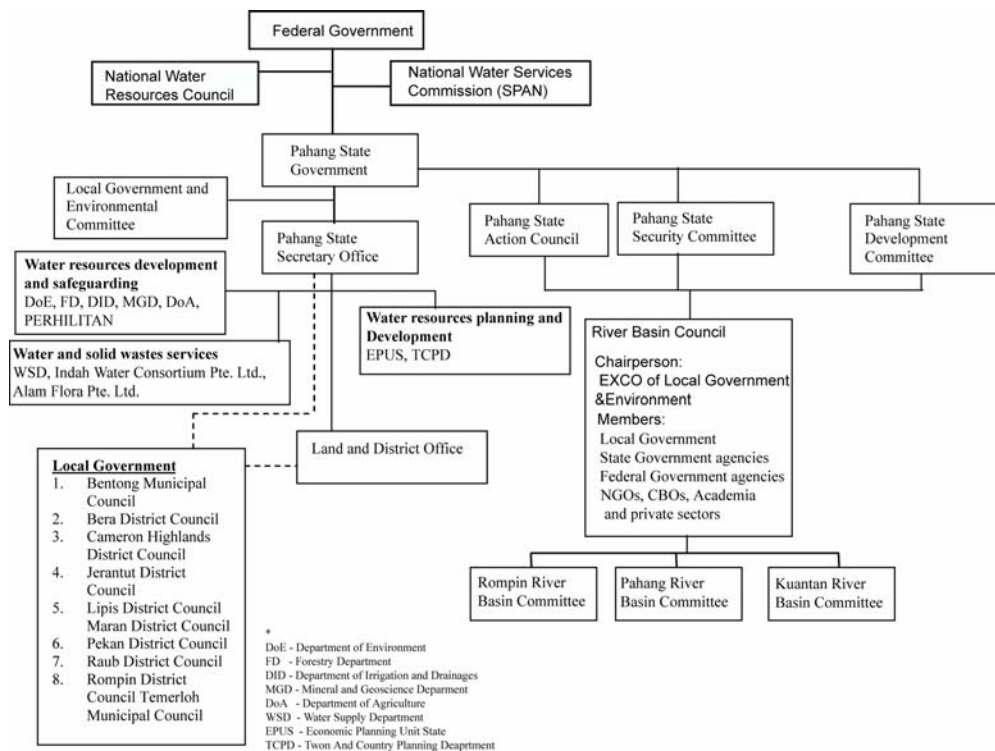 Federal Government
National Water
Resources Council
National Water Services
Commission (SPAN)
Pahang State
Government
Local Government and
Environmental
Committee
Pahang State
Secretary Office
Pahang State
Action Council
Pahang State
Security Committee
Pahang State
Development
Committee
Water resources development
and safeguarding
DoE, FD, DID, MGD, DoA,
PERHILITAN
Water resources planning and
Development
EPUS, TCPD
Water and solid wastes services
WSD, Indah Water Consortium Pte. Ltd.,
Alam Flora Pte. Ltd.
River Basin Council
Chairperson:
EXCO of Local Government
&Environment
Members:
Local Government
State Government agencies
Federal Government agencies
NGOs, CBOs, Academia
and private sectors
Land and District Office
Local Government
1. Bentong Municipal
Council
2. Bera District Council
3. Cameron Highlands
District Council
4. Jerantut District
Council
5. Lipis District Council
Maran District Council
6. Pekan District Council
7. Raub District Council
8. Rompin District
Council Temerloh
Municipal Council
Rompin River
Basin Committee
Pahang River
Basin Committee
Kuantan River
Basin Committee
*
DoE - Department of Environment
FD - Forestry Department
DID - Department of Irrigation and Drainages
MGD - Mineral and Geoscience Deparment
DoA - Department of Agriculture
WSD - Water Supply Department
EPUS - Economic Planning Unit State
TCPD - Twon And Country Planning Deaprtment